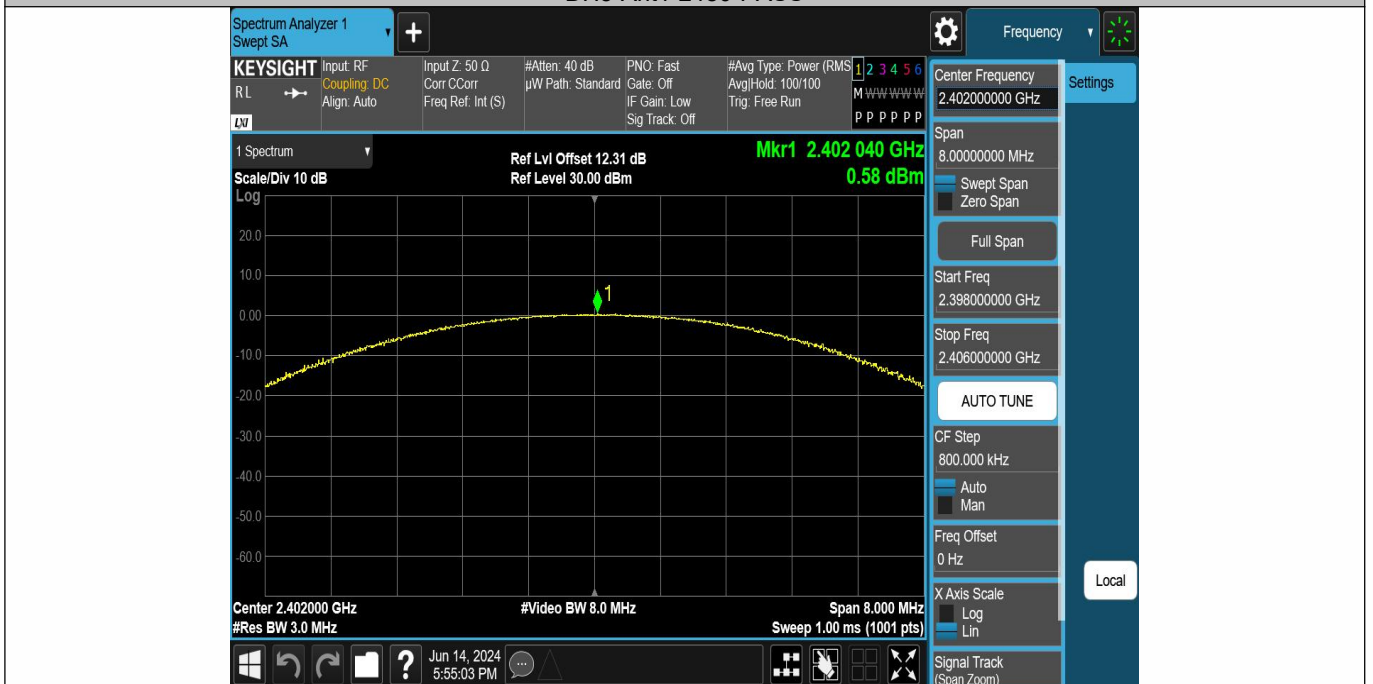 Spectrum Analyzer 1
Swept SA
+
Frequency
KEYSIGHT
RL
LXI
Input: RF
Coupling: DC
Align: Auto
Input Z: 50 Ω
Corr CCorr
Freq Ref: Int (S)
#Atten: 40 dB
µW Path: Standard
PNO: Fast
Gate: Off
IF Gain: Low
Sig Track: Off
#Avg Type: Power (RMS
Avg|Hold: 100/100
Trig: Free Run
1 2 3 4 5 6
M W W W W W
P P P P P P
Center Frequency
2.402000000 GHz
Settings
Span
8.00000000 MHz
Swept Span
Zero Span
Full Span
Start Freq
2.398000000 GHz
Stop Freq
2.406000000 GHz
AUTO TUNE
CF Step
800.000 kHz
Auto
Man
Freq Offset
0 Hz
X Axis Scale
Log
Lin
Local
Signal Track
(Span Zoom)
1 Spectrum
Scale/Div 10 dB
Ref Lvl Offset 12.31 dB
Ref Level 30.00 dBm
Mkr1 2.402 040 GHz
0.58 dBm
Log
20.0
10.0
1
0.00
-10.0
-20.0
-30.0
-40.0
-50.0
-60.0
Center 2.402000 GHz
#Video BW 8.0 MHz
Span 8.000 MHz
#Res BW 3.0 MHz
Sweep 1.00 ms (1001 pts)
?
Jun 14, 2024
5:55:03 PM